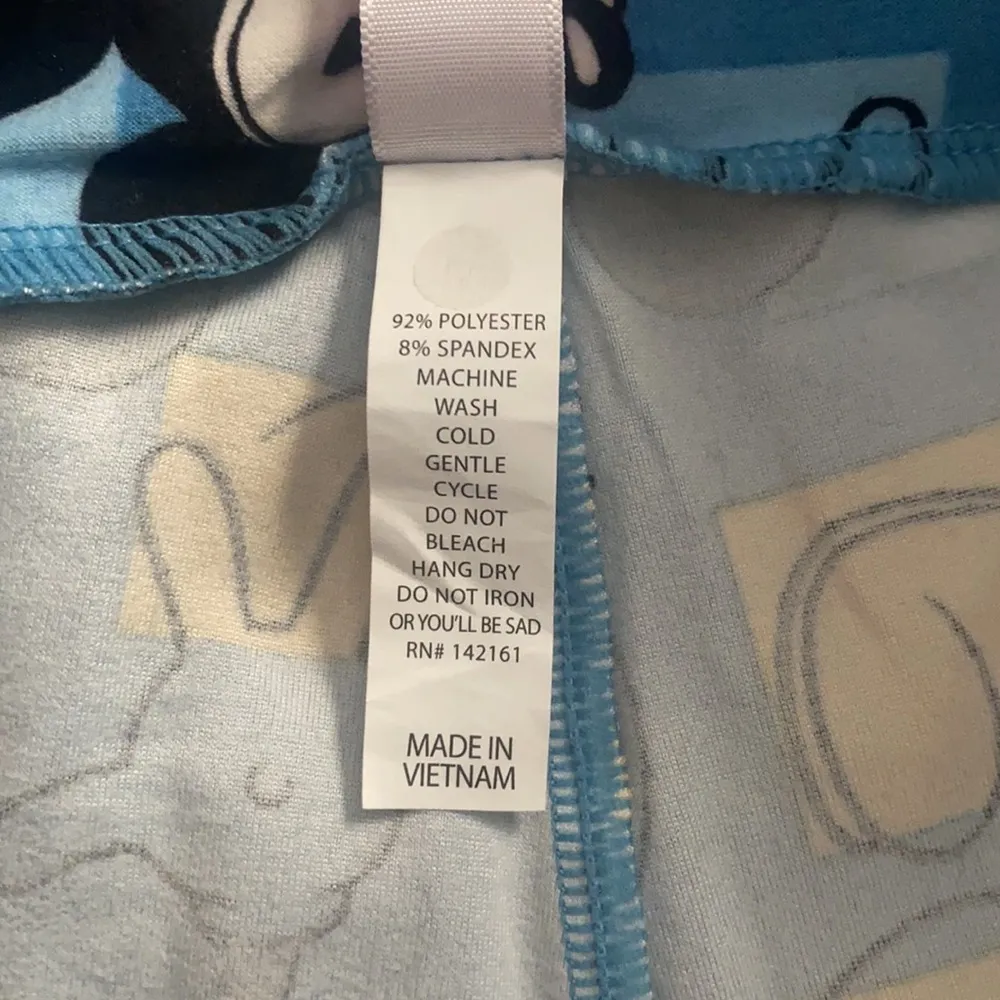 92% POLYESTER
8% SPANDEX
MACHINE
WASH
COLD
GENTLE
CYCLE
DO NOT
BLEACH
HANG DRY
DO NOT IRON
OR YOU'LL BE SAD
RN# 142161
MADE IN
VIETNAM